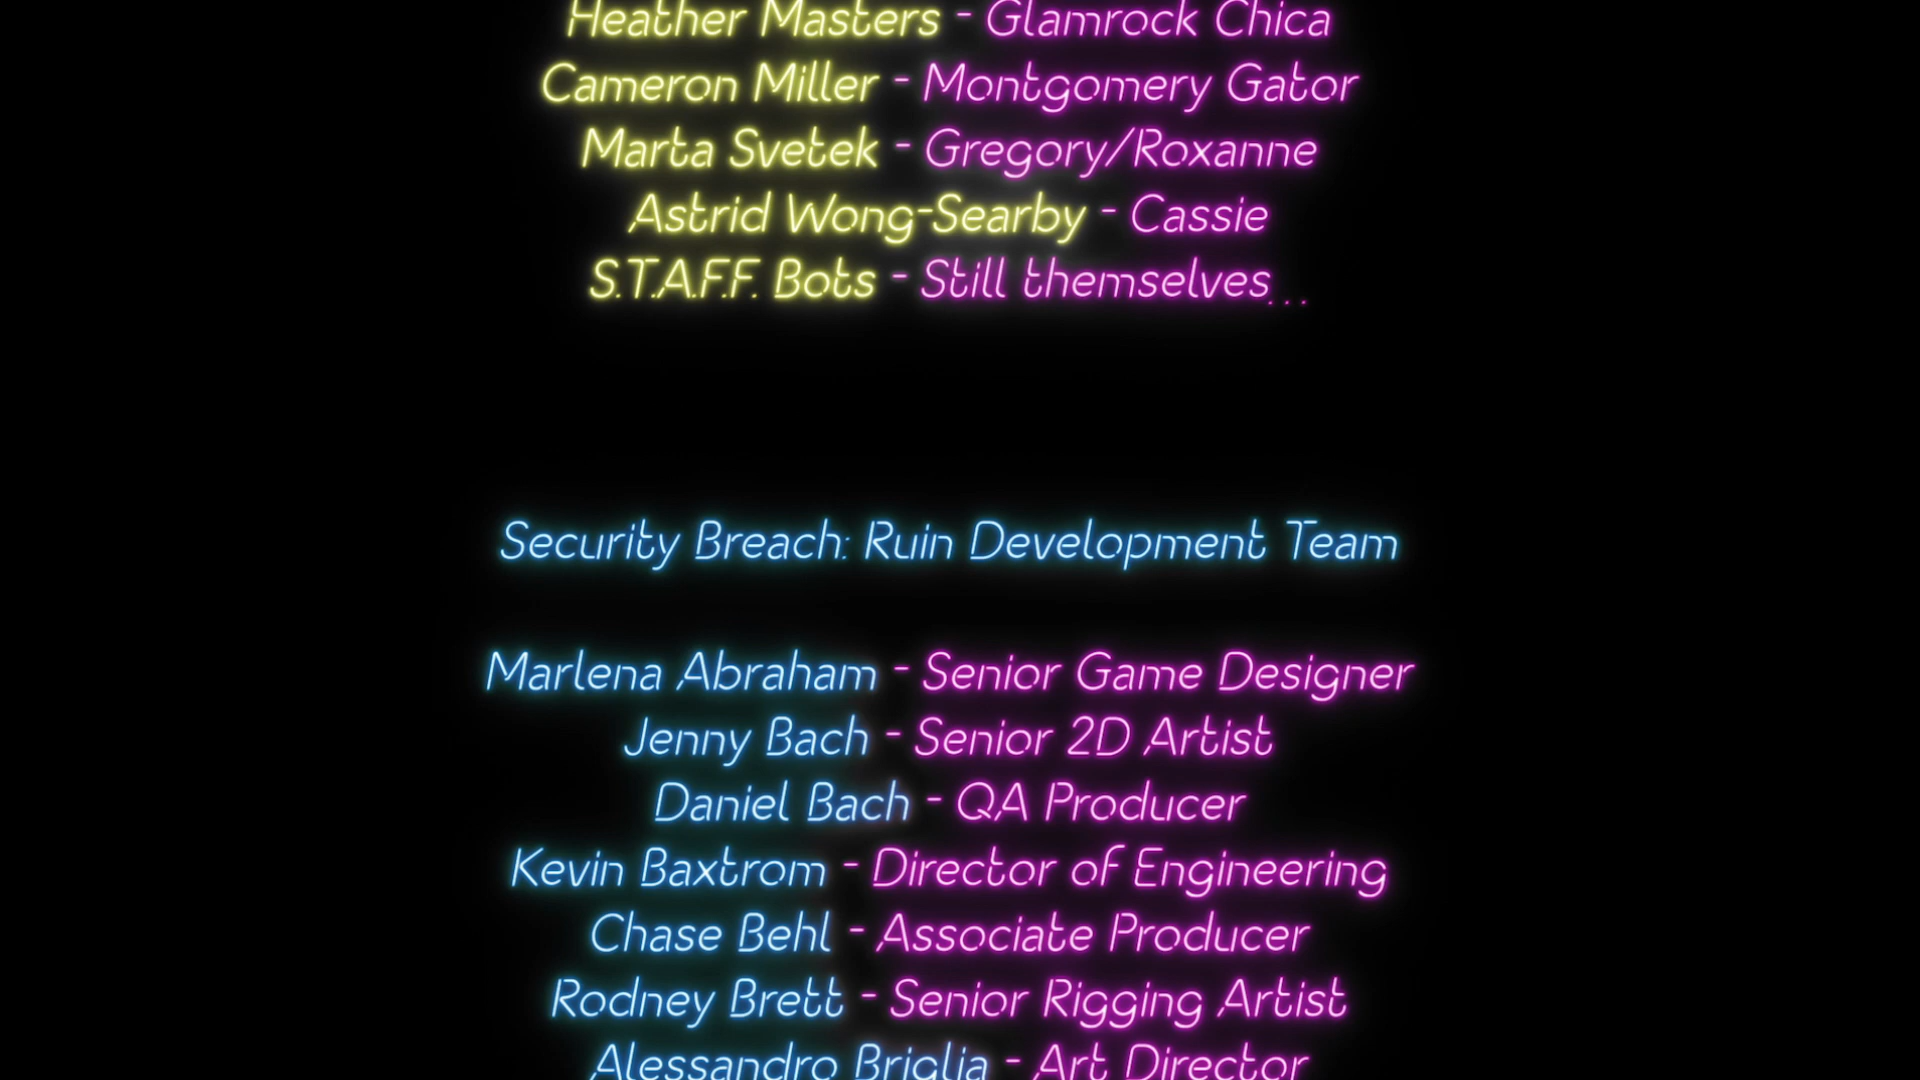 Heather Masters - Glamrock Chica
Cameron Miller - Montgomery Gator
Marta Svetek - Gregory/Roxanne
Astrid Wong-Searby - Cassie
S.T.A.F.F. Bots - Still themselves...
Security Breach: Ruin Development Team
Marlena Abraham - Senior Game Designer
Jenny Bach - Senior 2D Artist
Daniel Bach - QA Producer
Kevin Baxtrom - Director of Engineering
Chase Behl - Associate Producer
Rodney Brett - Senior Rigging Artist
Alessandro Briglia - Art Director